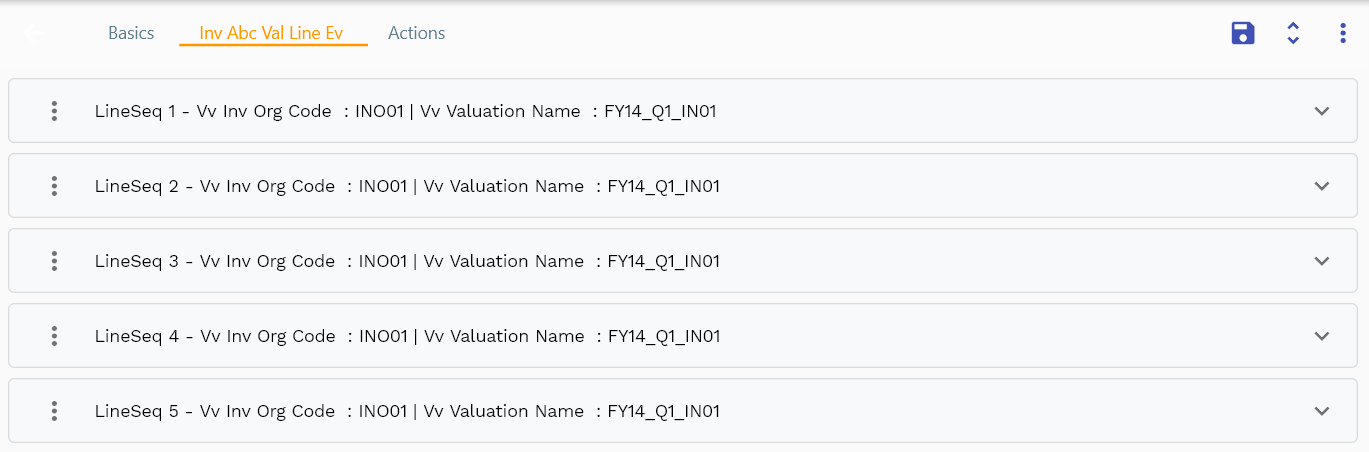 Basics Inv Abc Val Line Ev Actions
LineSeq 1 - Vv Inv Org Code : INO01 | Vv Valuation Name : FY14_Q1_IN01
LineSeq 2 - Vv Inv Org Code : INO01 | Vv Valuation Name : FY14_Q1_IN01
LineSeq 3 - Vv Inv Org Code : INO01 | Vv Valuation Name : FY14_Q1_IN01
LineSeq 4 - Vv Inv Org Code : INO01 | Vv Valuation Name : FY14_Q1_IN01
LineSeq 5 - Vv Inv Org Code : INO01 | Vv Valuation Name : FY14_Q1_IN01